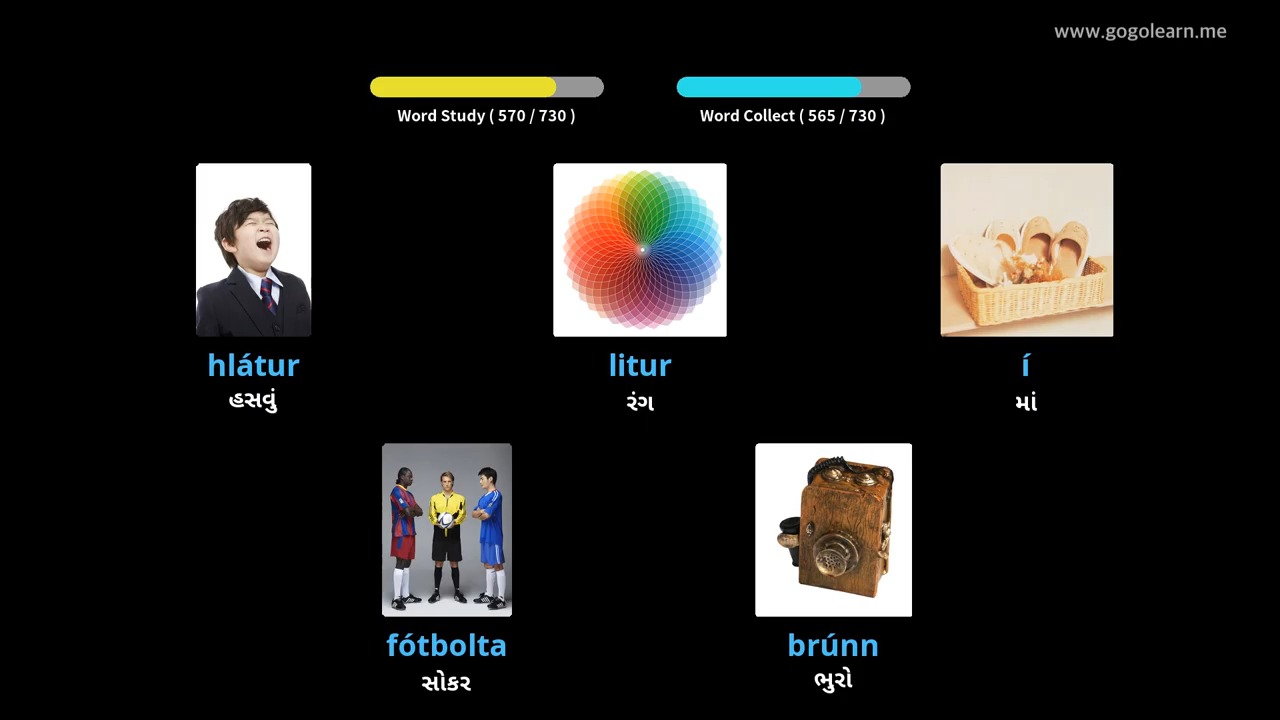 www.gogolearn.me
Word Study ( 570 / 730 )
Word Collect ( 565 / 730 )
hlátur
હસવું
litur
રંગ
í
માં
fótbolta
સોકર
brúnn
ભુરો